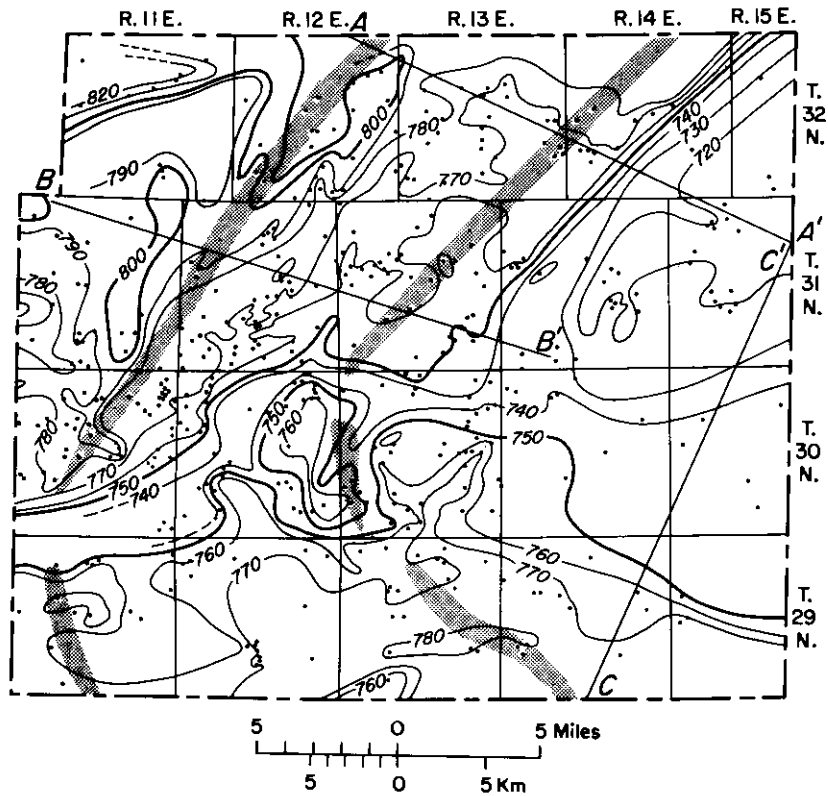 R. 11 E. R. 12 E. A R. 13 E. R. 14 E. R. 15 E.
820
800
780
740
730
720
T.
32
N.
790
770
B
A'
C'
790
800
780
T.
31
N.
B'
780
750
760
740
750
770
750
740
T.
30
N.
760
770
760
770
T.
29
N.
780
760
C
5 0 5 Miles
5 0 5 Km